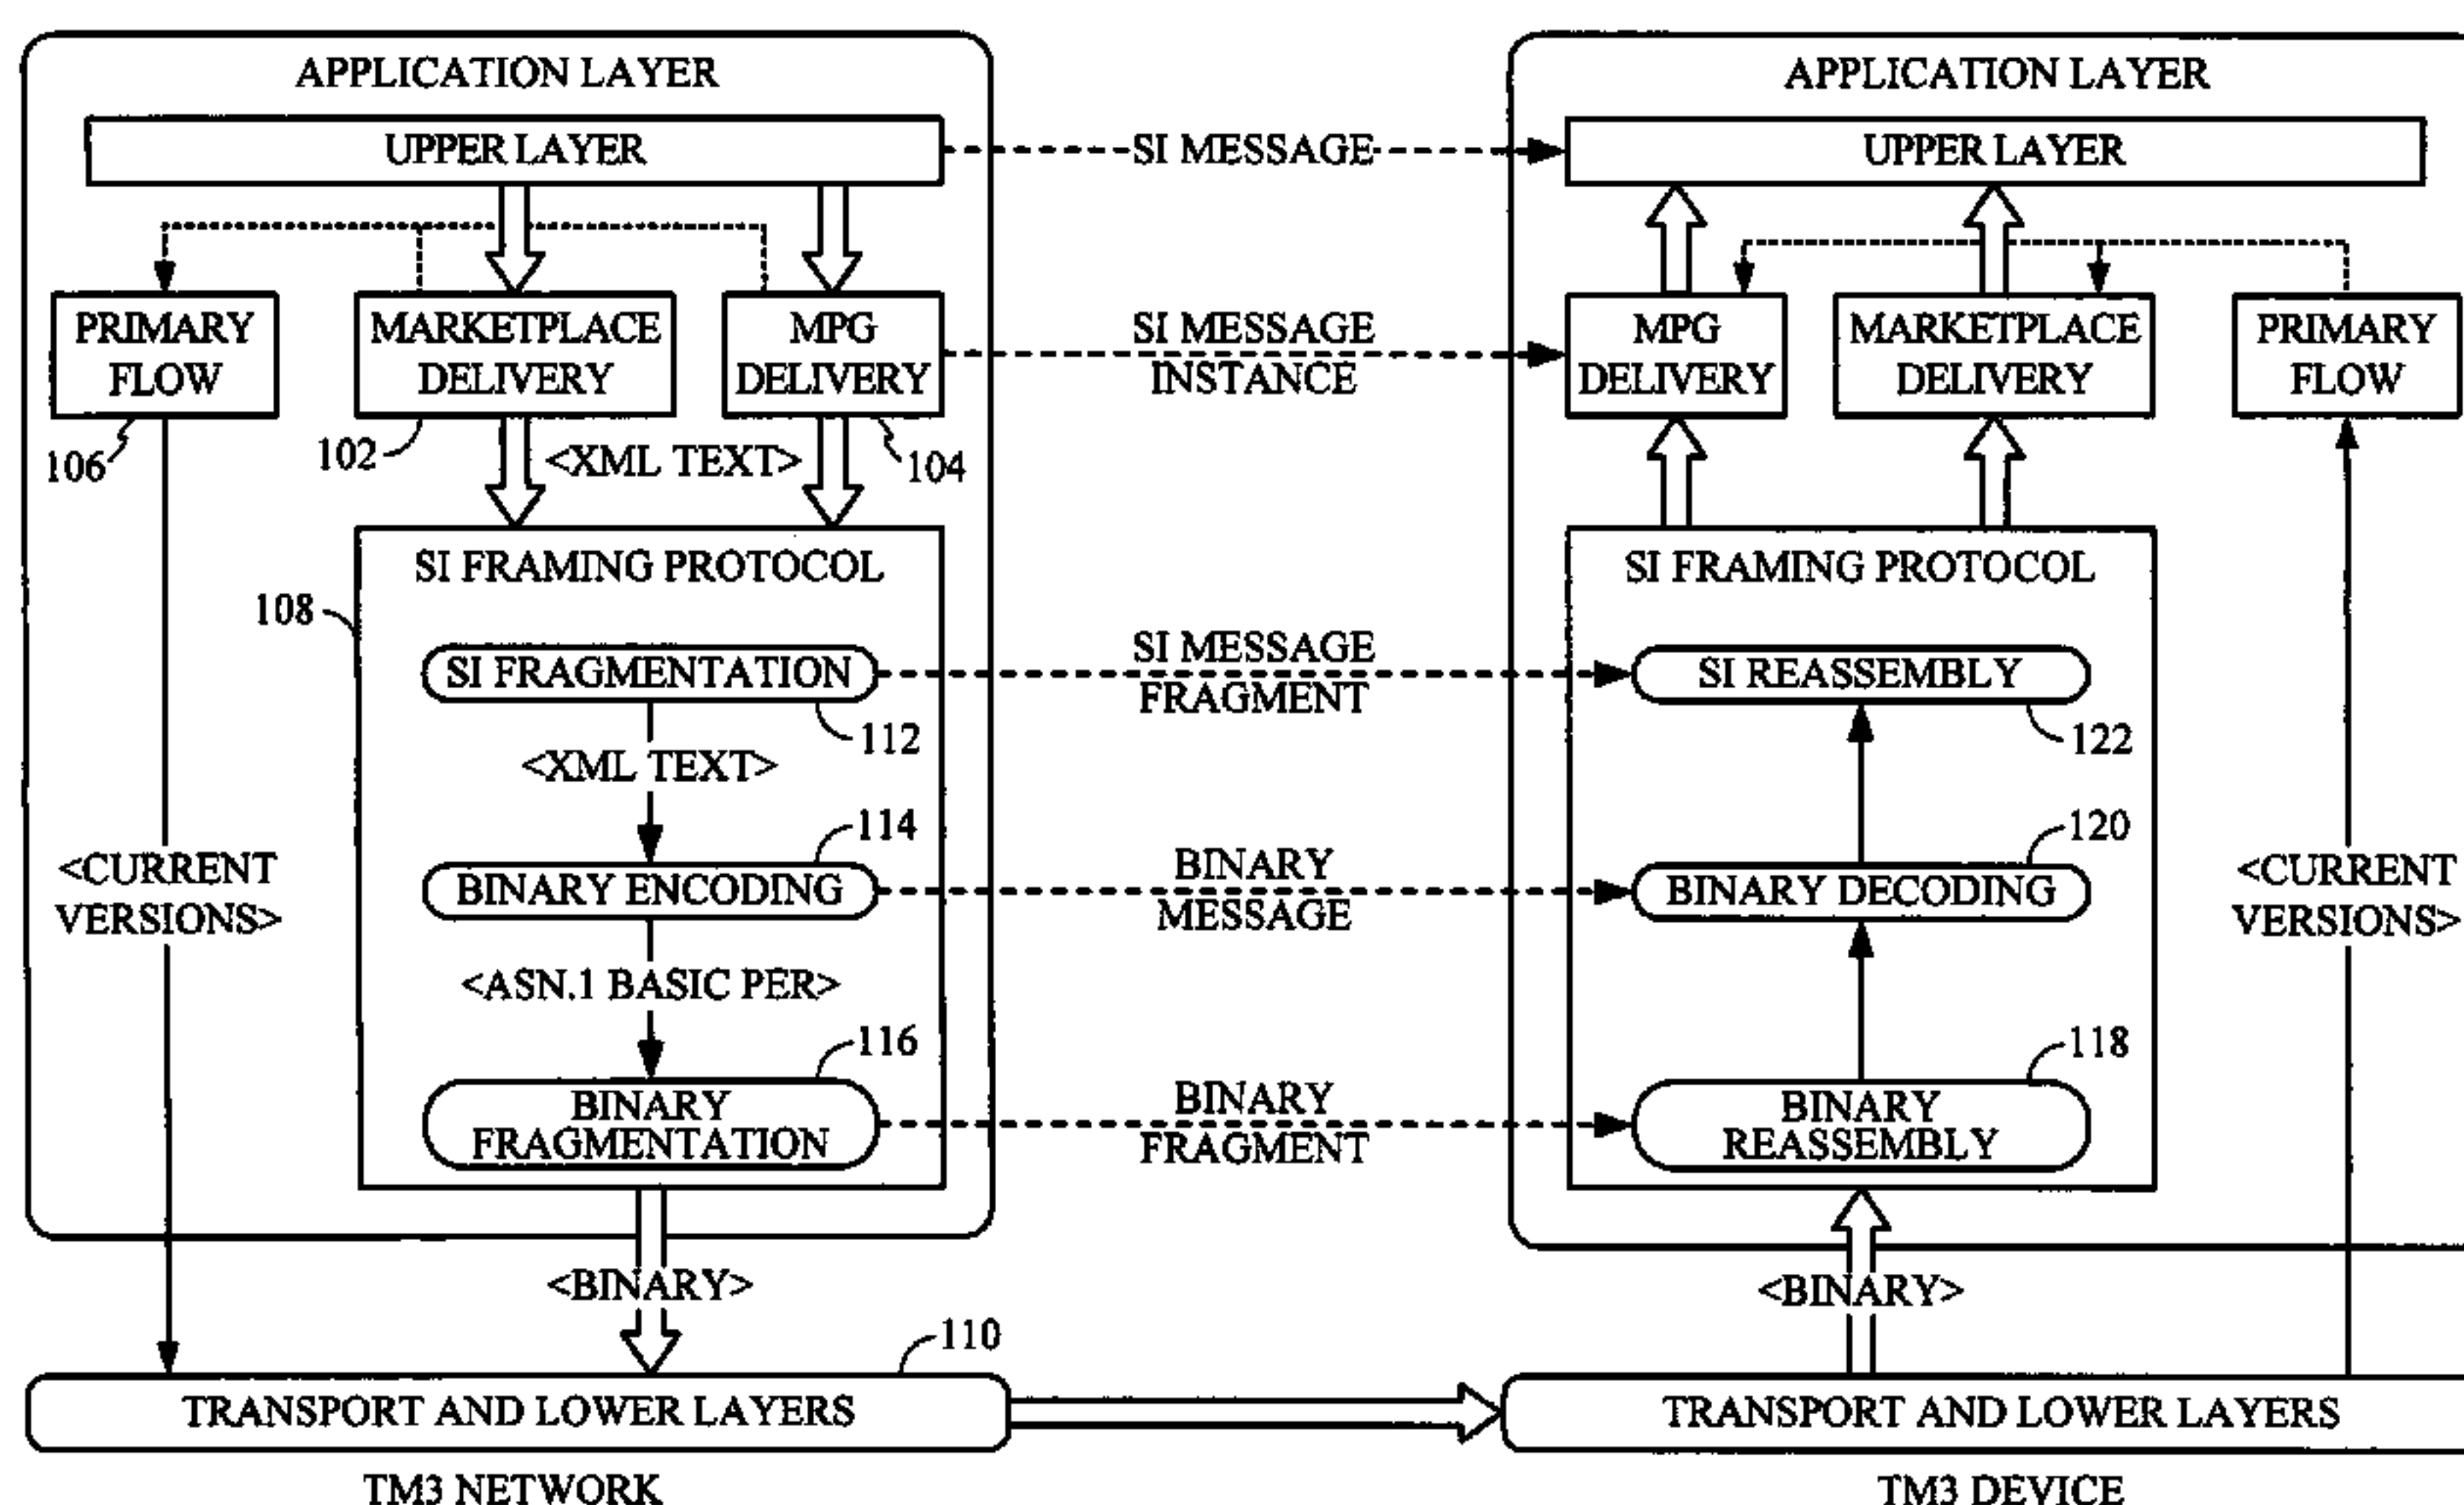 APPLICATION LAYER
UPPER LAYER
PRIMARY
FLOW
MARKETPLACE
DELIVERY
MPG
DELIVERY
106
102
<XML TEXT>
104
SI FRAMING PROTOCOL
108
SI FRAGMENTATION
112
<XML TEXT>
114
BINARY ENCODING
<CURRENT
VERSIONS>
<ASN.1 BASIC PER>
116
BINARY
FRAGMENTATION
<BINARY>
110
TRANSPORT AND LOWER LAYERS
TM3 NETWORK
SI MESSAGE
SI MESSAGE
INSTANCE
SI MESSAGE
FRAGMENT
BINARY
MESSAGE
BINARY
FRAGMENT
APPLICATION LAYER
UPPER LAYER
MPG
DELIVERY
MARKETPLACE
DELIVERY
PRIMARY
FLOW
SI FRAMING PROTOCOL
SI REASSEMBLY
122
120
BINARY DECODING
<CURRENT
VERSIONS>
118
BINARY
REASSEMBLY
<BINARY>
TRANSPORT AND LOWER LAYERS
TM3 DEVICE